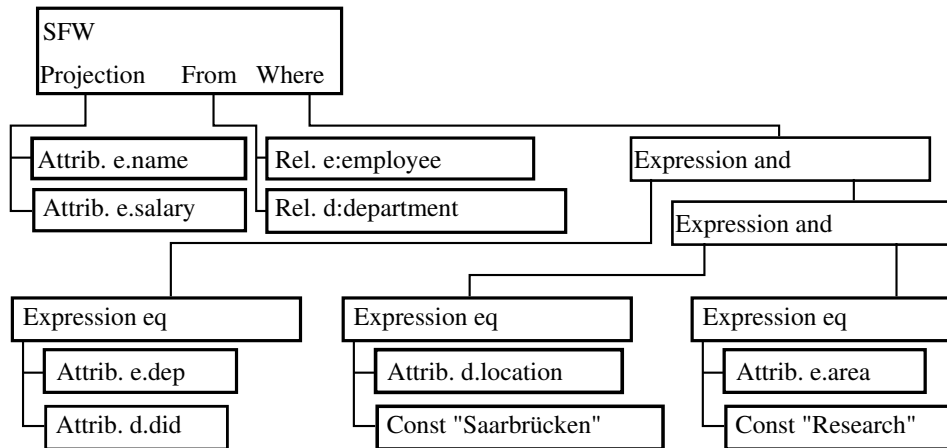 SFW
Projection From Where
Attrib. e.name
Attrib. e.salary
Rel. e:employee
Rel. d:department
Expression and
Expression and
Expression eq
Attrib. e.dep
Attrib. d.did
Expression eq
Attrib. d.location
Const "Saarbrücken"
Expression eq
Attrib. e.area
Const "Research"